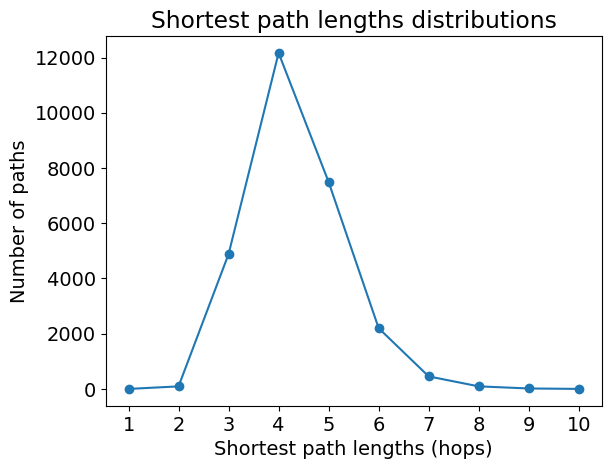 Shortest path lengths distributions
Number of paths
12000
10000
8000
6000
4000
2000
0
1 2 3 4 5 6 7 8 9 10
Shortest path lengths (hops)